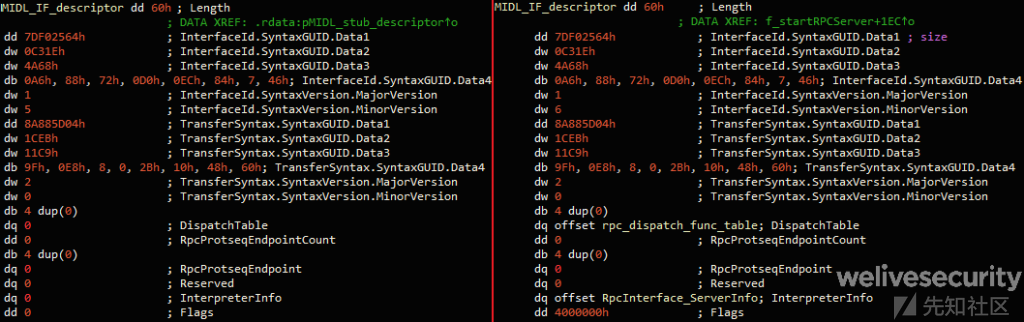 MIDL_IF_descriptor dd 60h ; Length
; DATA XREF: .rdata:pMIDL_stub_descriptor↑o
dd 7DF02564h ; InterfaceId.SyntaxGUID.Data1
dw 0C31Eh ; InterfaceId.SyntaxGUID.Data2
dw 4A68h ; InterfaceId.SyntaxGUID.Data3
db 0A6h, 88h, 72h, 0D0h, 0ECh, 84h, 7, 46h; InterfaceId.SyntaxGUID.Data4
dw 1 ; InterfaceId.SyntaxVersion.MajorVersion
dw 5 ; InterfaceId.SyntaxVersion.MinorVersion
dd 8A885D04h ; TransferSyntax.SyntaxGUID.Data1
dw 1CEBh ; TransferSyntax.SyntaxGUID.Data2
dw 11C9h ; TransferSyntax.SyntaxGUID.Data3
db 9Fh, 0E8h, 8, 0, 2Bh, 10h, 48h, 60h; TransferSyntax.SyntaxGUID.Data4
dw 2 ; TransferSyntax.SyntaxVersion.MajorVersion
dw 0 ; TransferSyntax.SyntaxVersion.MinorVersion
db 4 dup(0)
dq 0 ; DispatchTable
dd 0 ; RpcProtseqEndpointCount
db 4 dup(0)
dq 0 ; RpcProtseqEndpoint
dq 0 ; Reserved
dq 0 ; InterpreterInfo
dd 0 ; Flags
MIDL_IF_descriptor dd 60h ; Length
; DATA XREF: f_startRPCServer+1EC↑o
dd 7DF02564h ; InterfaceId.SyntaxGUID.Data1 ; size
dw 0C31Eh ; InterfaceId.SyntaxGUID.Data2
dw 4A68h ; InterfaceId.SyntaxGUID.Data3
db 0A6h, 88h, 72h, 0D0h, 0ECh, 84h, 7, 46h; InterfaceId.SyntaxGUID.Data4
dw 1 ; InterfaceId.SyntaxVersion.MajorVersion
dw 6 ; InterfaceId.SyntaxVersion.MinorVersion
dd 8A885D04h ; TransferSyntax.SyntaxGUID.Data1
dw 1CEBh ; TransferSyntax.SyntaxGUID.Data2
dw 11C9h ; TransferSyntax.SyntaxGUID.Data3
db 9Fh, 0E8h, 8, 0, 2Bh, 10h, 48h, 60h; TransferSyntax.SyntaxGUID.Data4
dw 2 ; TransferSyntax.SyntaxVersion.MajorVersion
dw 0 ; TransferSyntax.SyntaxVersion.MinorVersion
db 4 dup(0)
dq offset rpc_dispatch_func_table; DispatchTable
dd 0 ; RpcProtseqEndpointCount
db 4 dup(0)
dq 0 ; RpcProtseqEndpoint
dq 0 ; Reserved
dq offset RpcInterface_ServerInfo; InterpreterInfo
dd 4000000h ; Flags
welivesecurity
先知社区